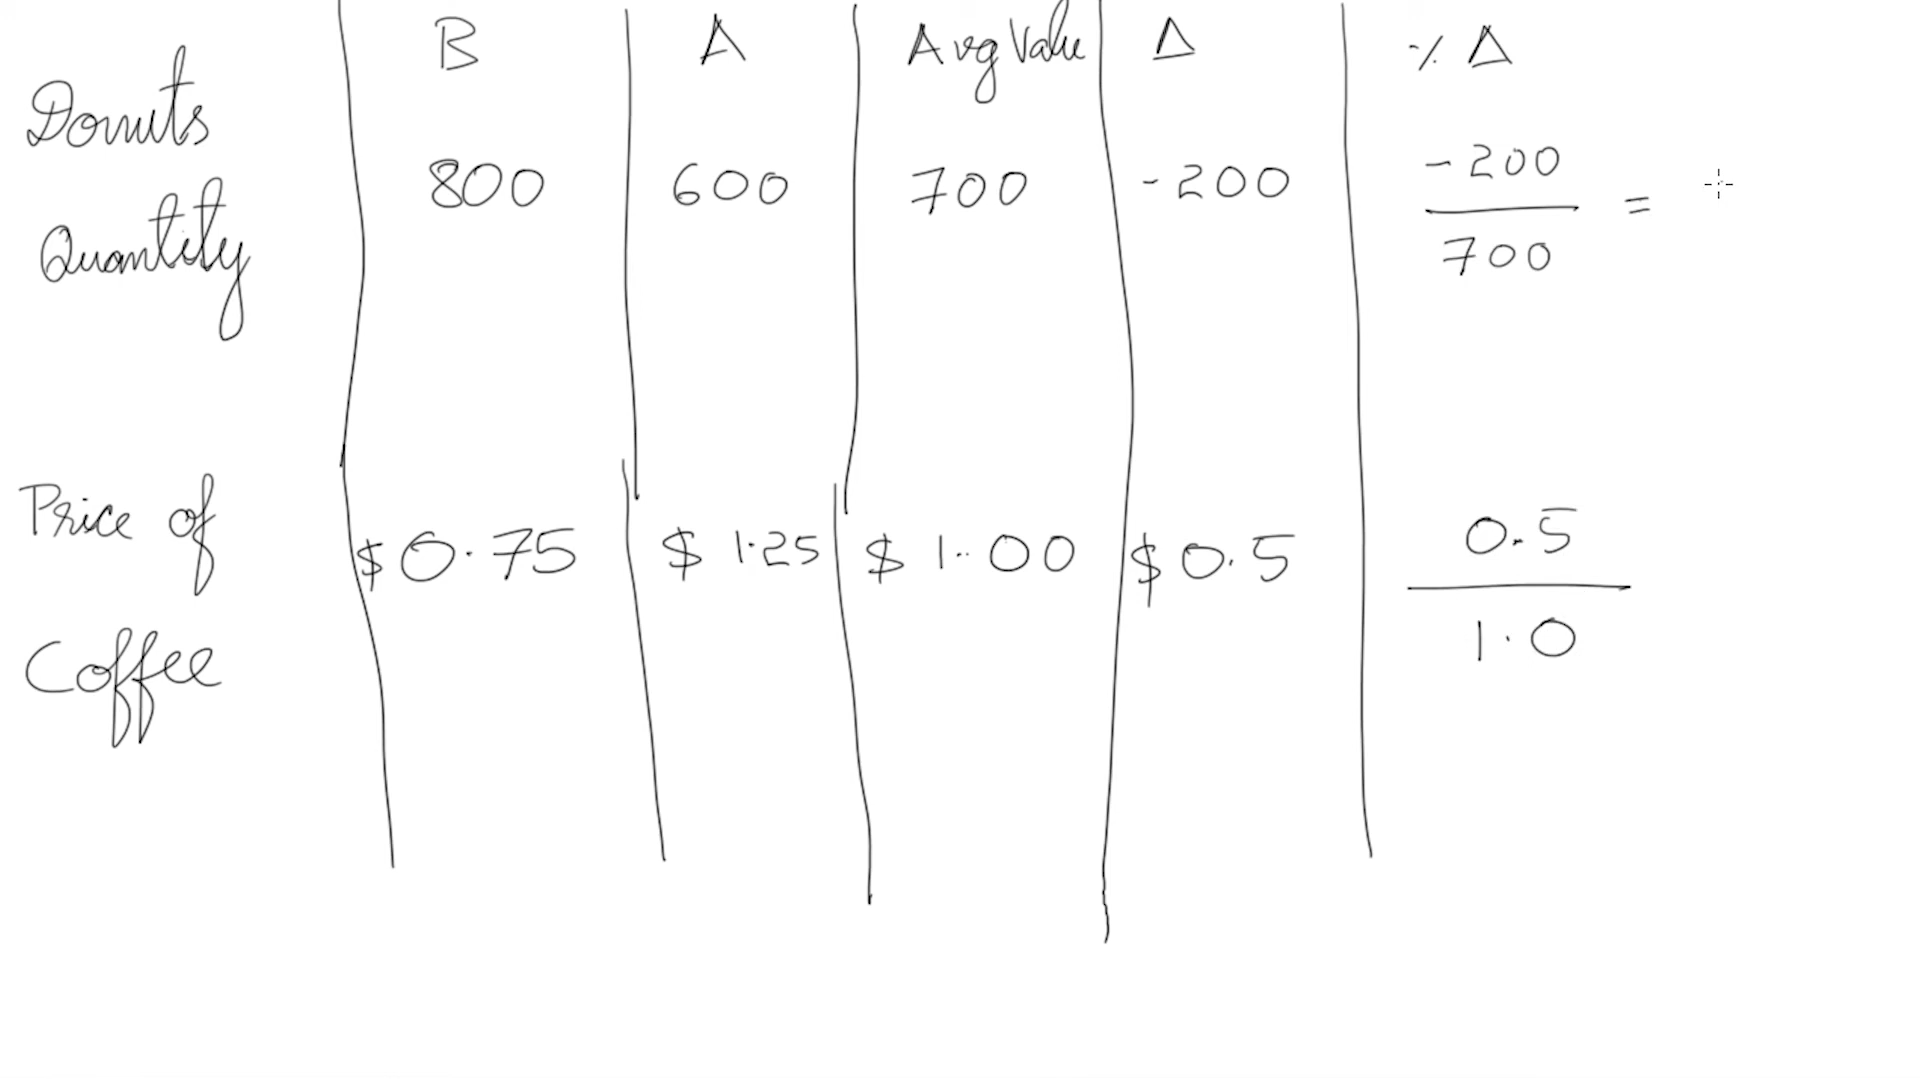 B A Avg Value Δ % Δ
Donuts
Quantity 800 600 700 -200 -200
700 =
Price of
$0.75 $1.25 $1.00 $0.5 0.5
1.0
Coffee